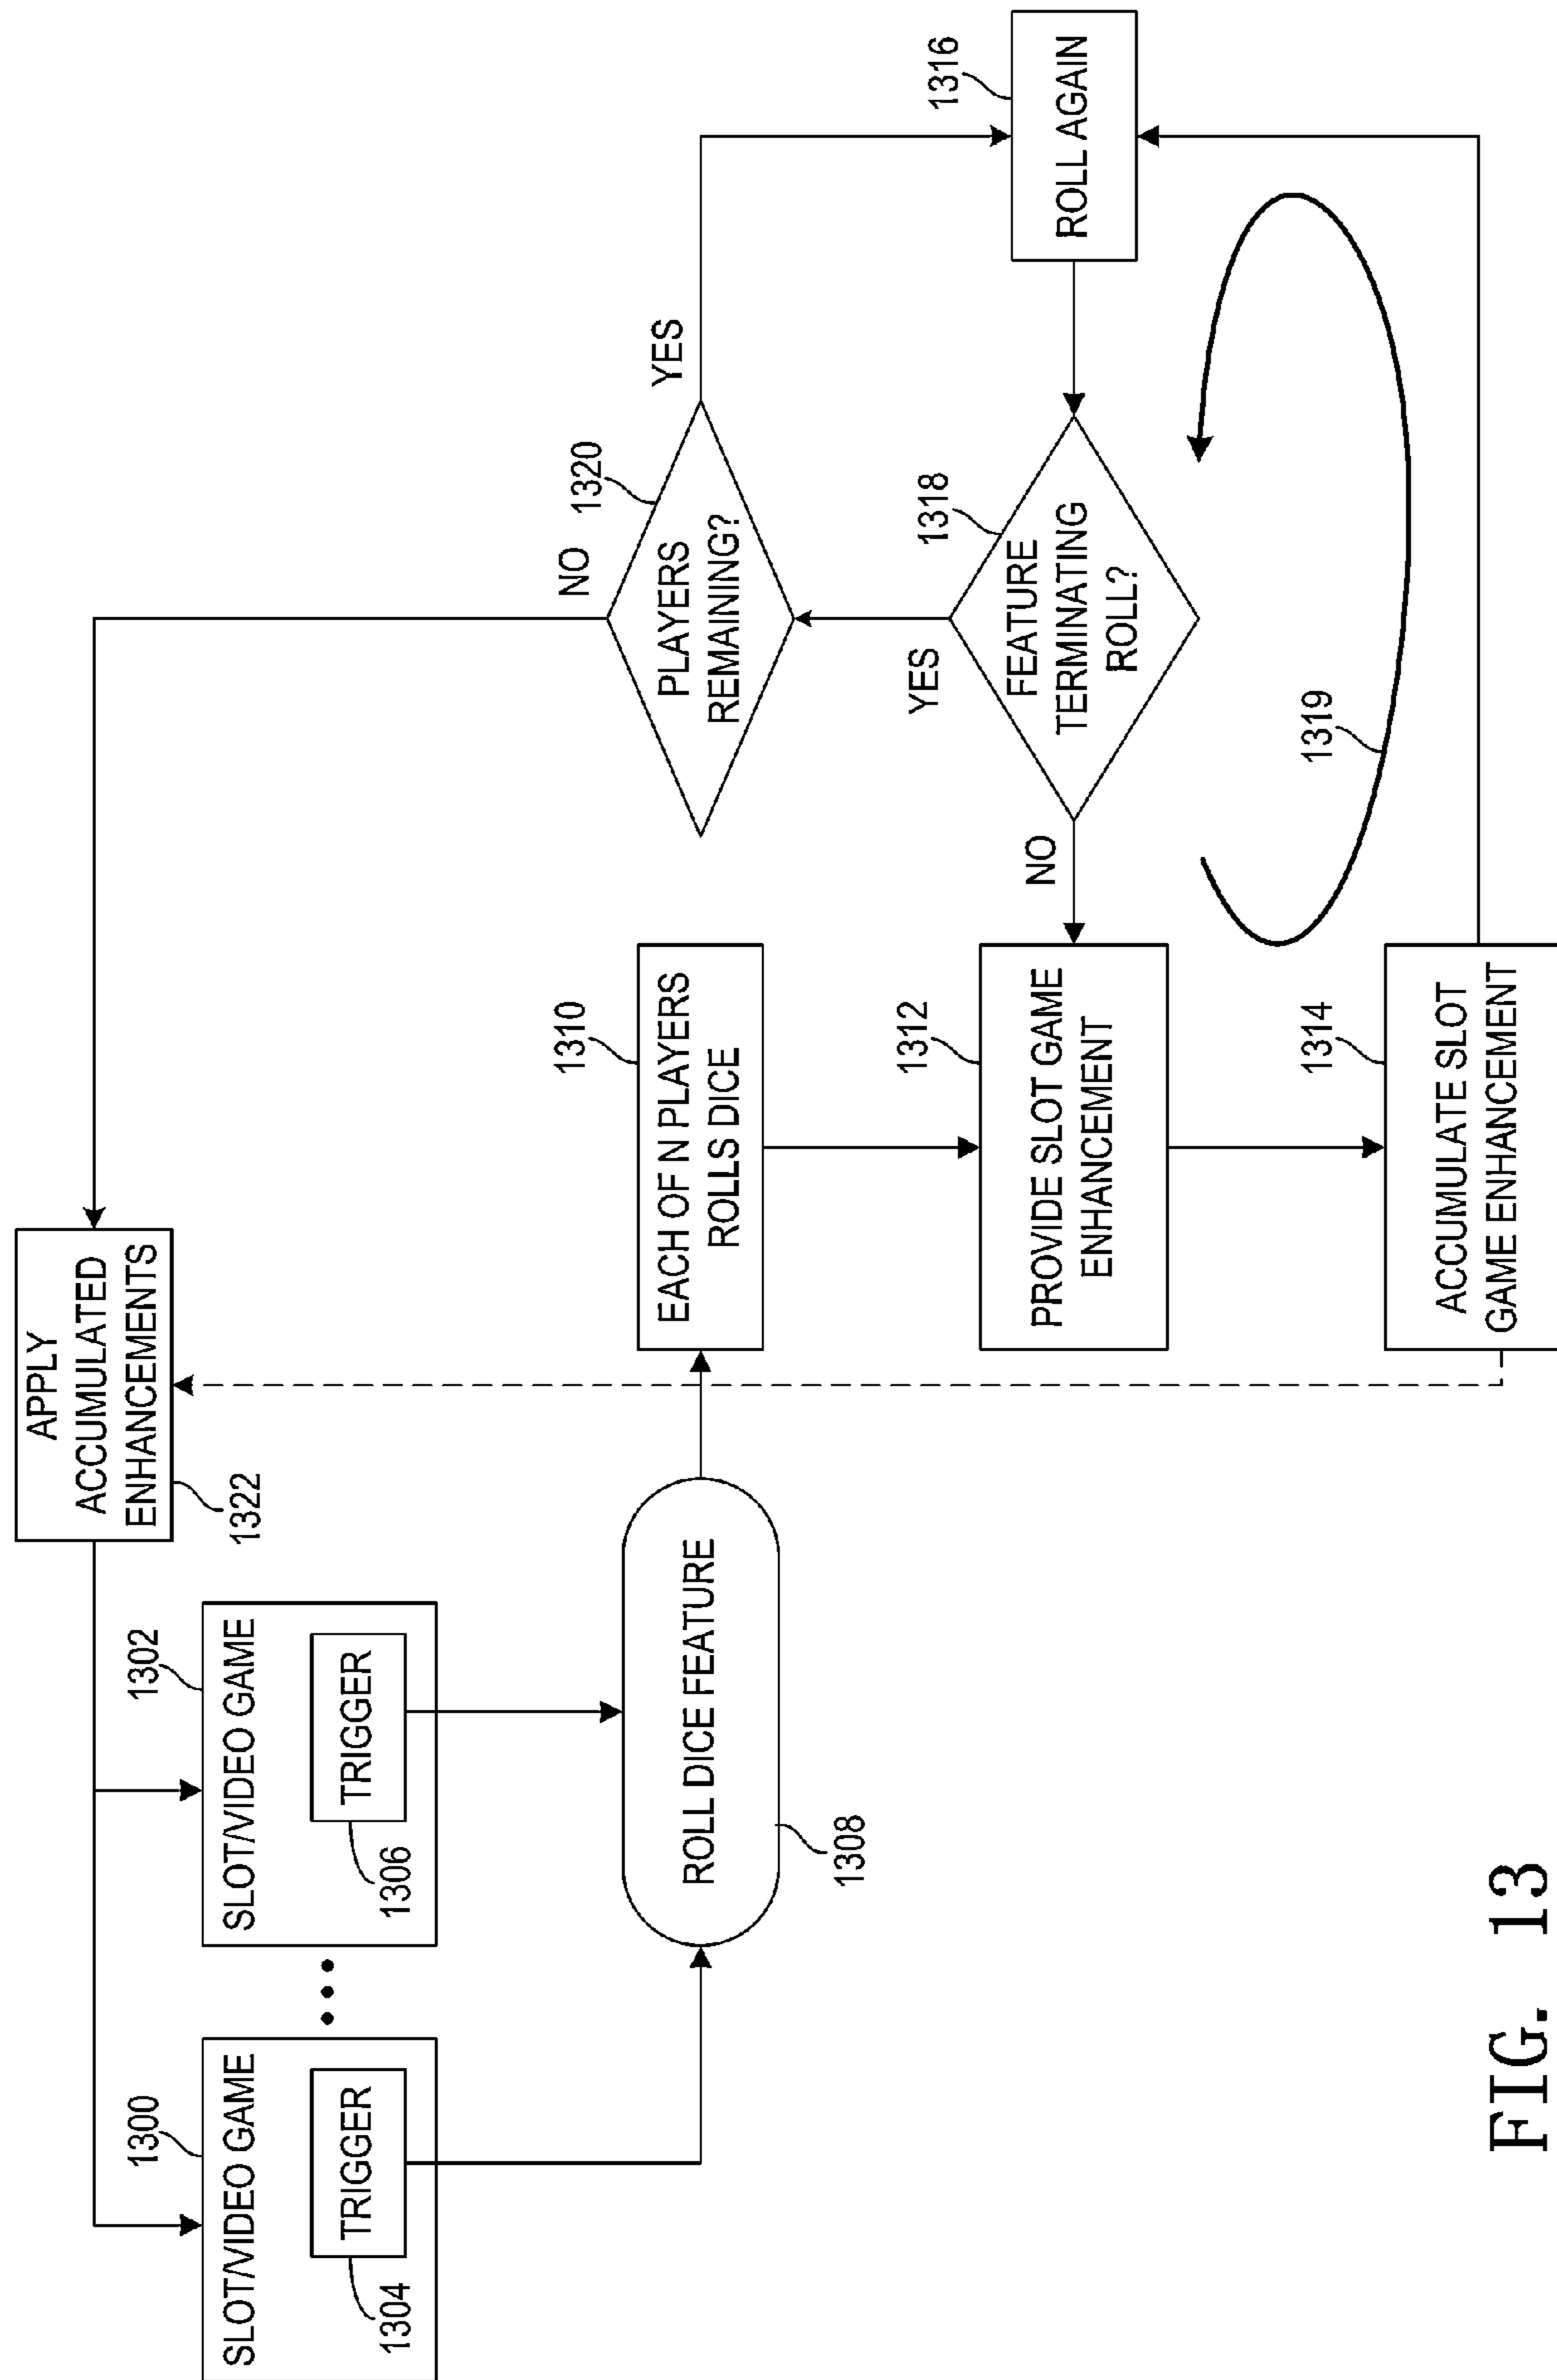 1300
SLOT/VIDEO GAME
TRIGGER
1304
1302
SLOT/VIDEO GAME
TRIGGER
1306
ROLL DICE FEATURE
1308
APPLY
ACCUMULATED
ENHANCEMENTS
1322
1310
EACH OF N PLAYERS
ROLLS DICE
1312
PROVIDE SLOT GAME
ENHANCEMENT
1314
ACCUMULATE SLOT
GAME ENHANCEMENT
NO
1320
PLAYERS
REMAINING?
YES
YES
1318
FEATURE
TERMINATING
ROLL?
NO
1319
1316
ROLL AGAIN
FIG. 13